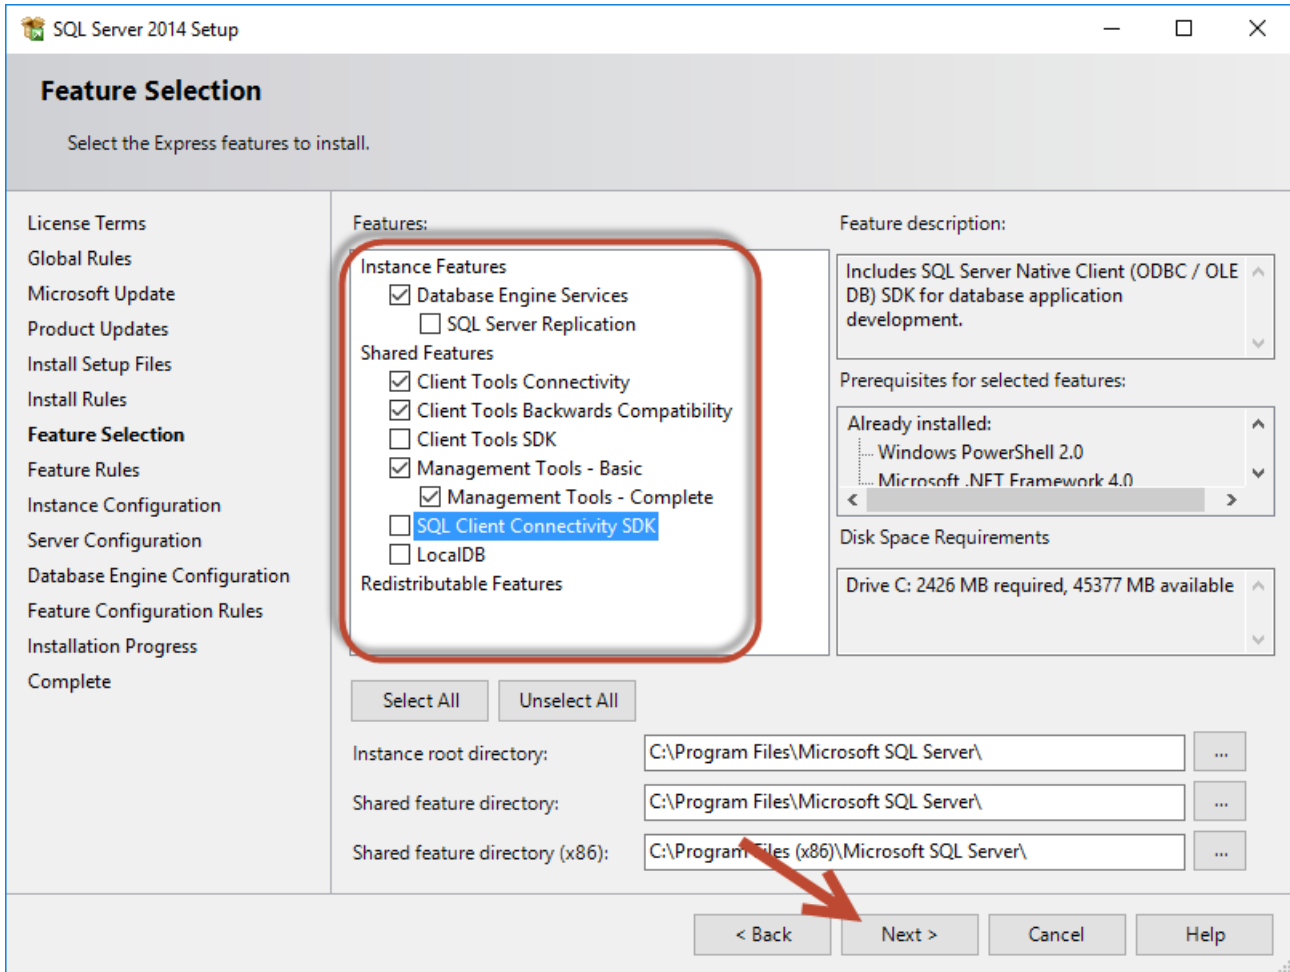 SQL Server 2014 Setup
Feature Selection
Select the Express features to install.
License Terms
Global Rules
Microsoft Update
Product Updates
Install Setup Files
Install Rules
Feature Selection
Feature Rules
Instance Configuration
Server Configuration
Database Engine Configuration
Feature Configuration Rules
Installation Progress
Complete
Features:
Instance Features
Database Engine Services
SQL Server Replication
Shared Features
Client Tools Connectivity
Client Tools Backwards Compatibility
Client Tools SDK
Management Tools - Basic
Management Tools - Complete
SQL Client Connectivity SDK
LocalDB
Redistributable Features
Feature description:
Includes SQL Server Native Client (ODBC / OLE
DB) SDK for database application
development.
Prerequisites for selected features:
Already installed:
Windows PowerShell 2.0
Microsoft .NET Framework 4.0
Disk Space Requirements
Drive C: 2426 MB required, 45377 MB available
Select All
Unselect All
Instance root directory:
C:\Program Files\Microsoft SQL Server\
...
Shared feature directory:
C:\Program Files\Microsoft SQL Server\
...
Shared feature directory (x86):
C:\Program Files (x86)\Microsoft SQL Server\
...
< Back
Next >
Cancel
Help